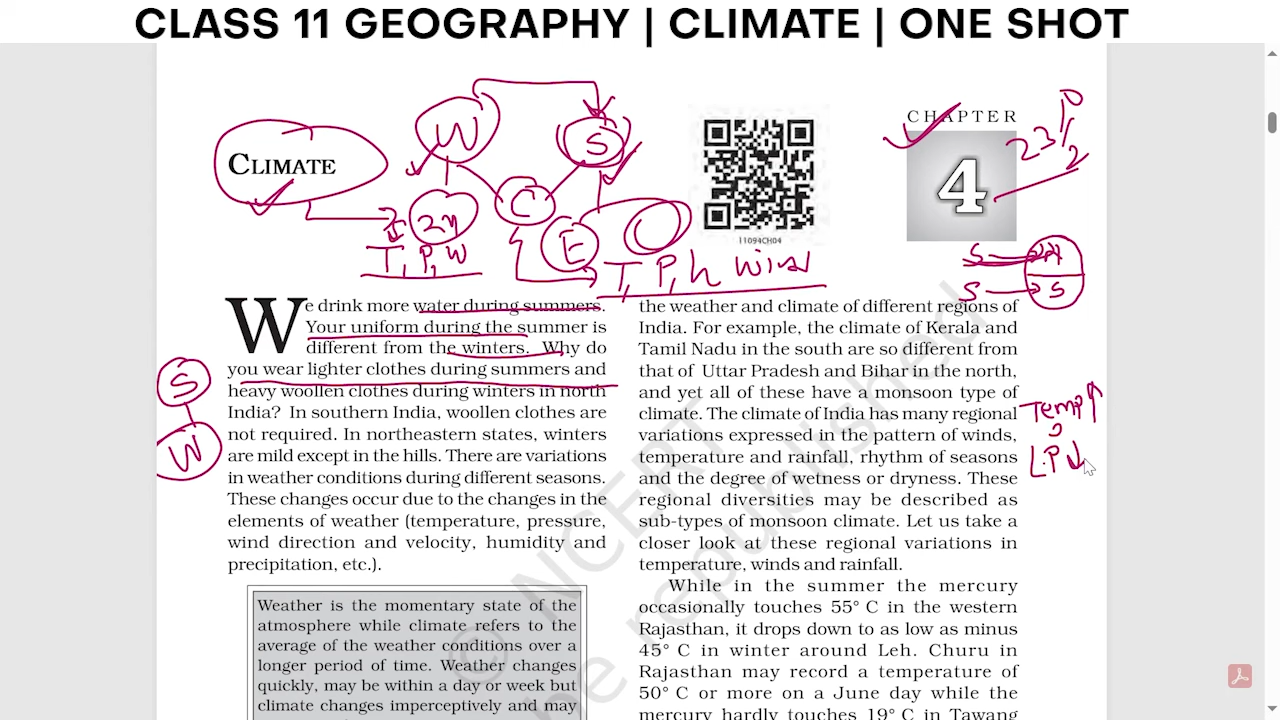 CLASS 11 GEOGRAPHY | CLIMATE | ONE SHOT
CHAPTER
4
CLIMATE
W
S
C
2M
E
T, P, W
T, P, h Wind
23½°
S
S
11094CH04
We drink more water during summers.
Your uniform during the summer is
different from the winters. Why do
you wear lighter clothes during summers and
heavy woollen clothes during winters in north
India? In southern India, woollen clothes are
not required. In northeastern states, winters
are mild except in the hills. There are variations
in weather conditions during different seasons.
These changes occur due to the changes in the
elements of weather (temperature, pressure,
wind direction and velocity, humidity and
precipitation, etc.).
S
W
Weather is the momentary state of the
atmosphere while climate refers to the
average of the weather conditions over a
longer period of time. Weather changes
quickly, may be within a day or week but
climate changes imperceptively and may
the weather and climate of different regions of
India. For example, the climate of Kerala and
Tamil Nadu in the south are so different from
that of Uttar Pradesh and Bihar in the north,
and yet all of these have a monsoon type of
climate. The climate of India has many regional
variations expressed in the pattern of winds,
temperature and rainfall, rhythm of seasons
and the degree of wetness or dryness. These
regional diversities may be described as
sub-types of monsoon climate. Let us take a
closer look at these regional variations in
temperature, winds and rainfall.
While in the summer the mercury
occasionally touches 55° C in the western
Rajasthan, it drops down to as low as minus
45° C in winter around Leh. Churu in
Rajasthan may record a temperature of
50° C or more on a June day while the
mercury hardly touches 19° C in Tawang
Temp↑
L.P↓
© NCERT
be republished